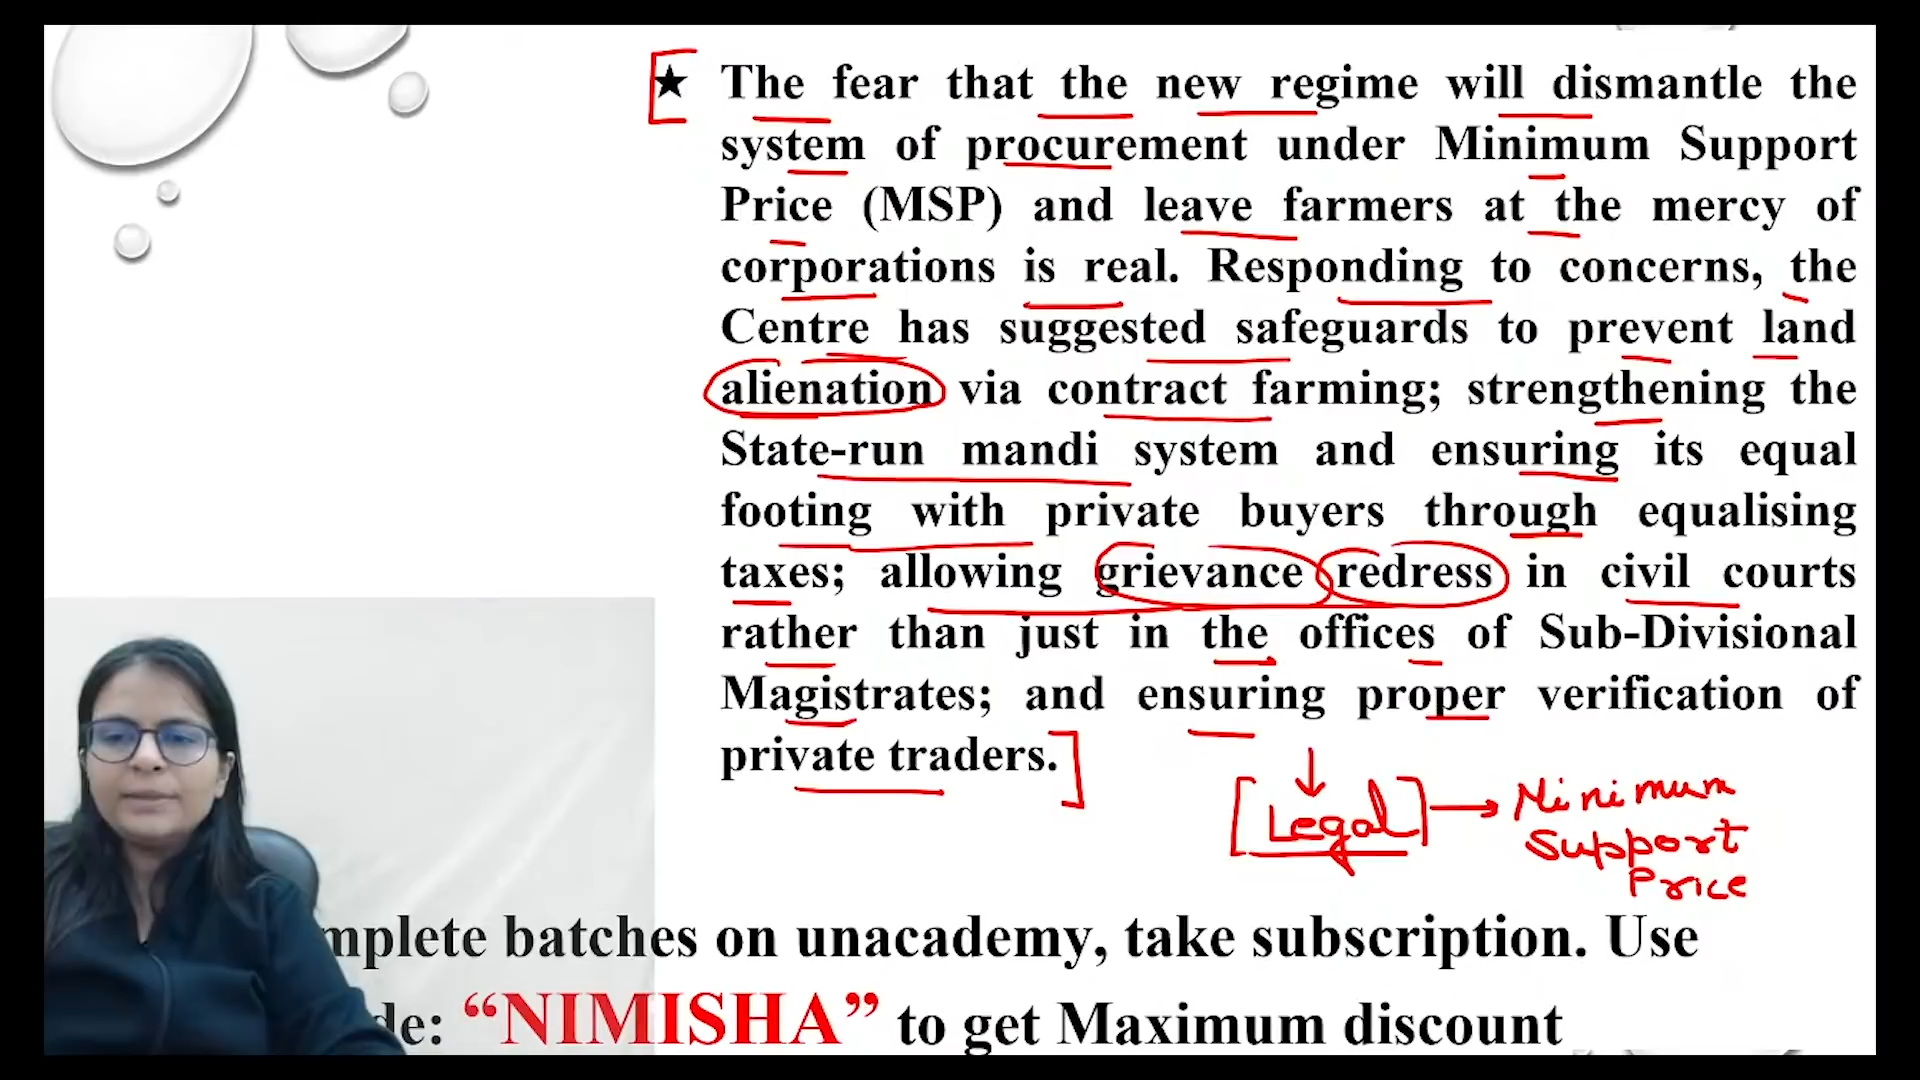 ★ The fear that the new regime will dismantle the
system of procurement under Minimum Support
Price (MSP) and leave farmers at the mercy of
corporations is real. Responding to concerns, the
Centre has suggested safeguards to prevent land
alienation via contract farming; strengthening the
State-run mandi system and ensuring its equal
footing with private buyers through equalising
taxes; allowing grievance redress in civil courts
rather than just in the offices of Sub-Divisional
Magistrates; and ensuring proper verification of
private traders.
[Legal] → Minimum
Support
Price
mplete batches on unacademy, take subscription. Use
de: “NIMISHA” to get Maximum discount